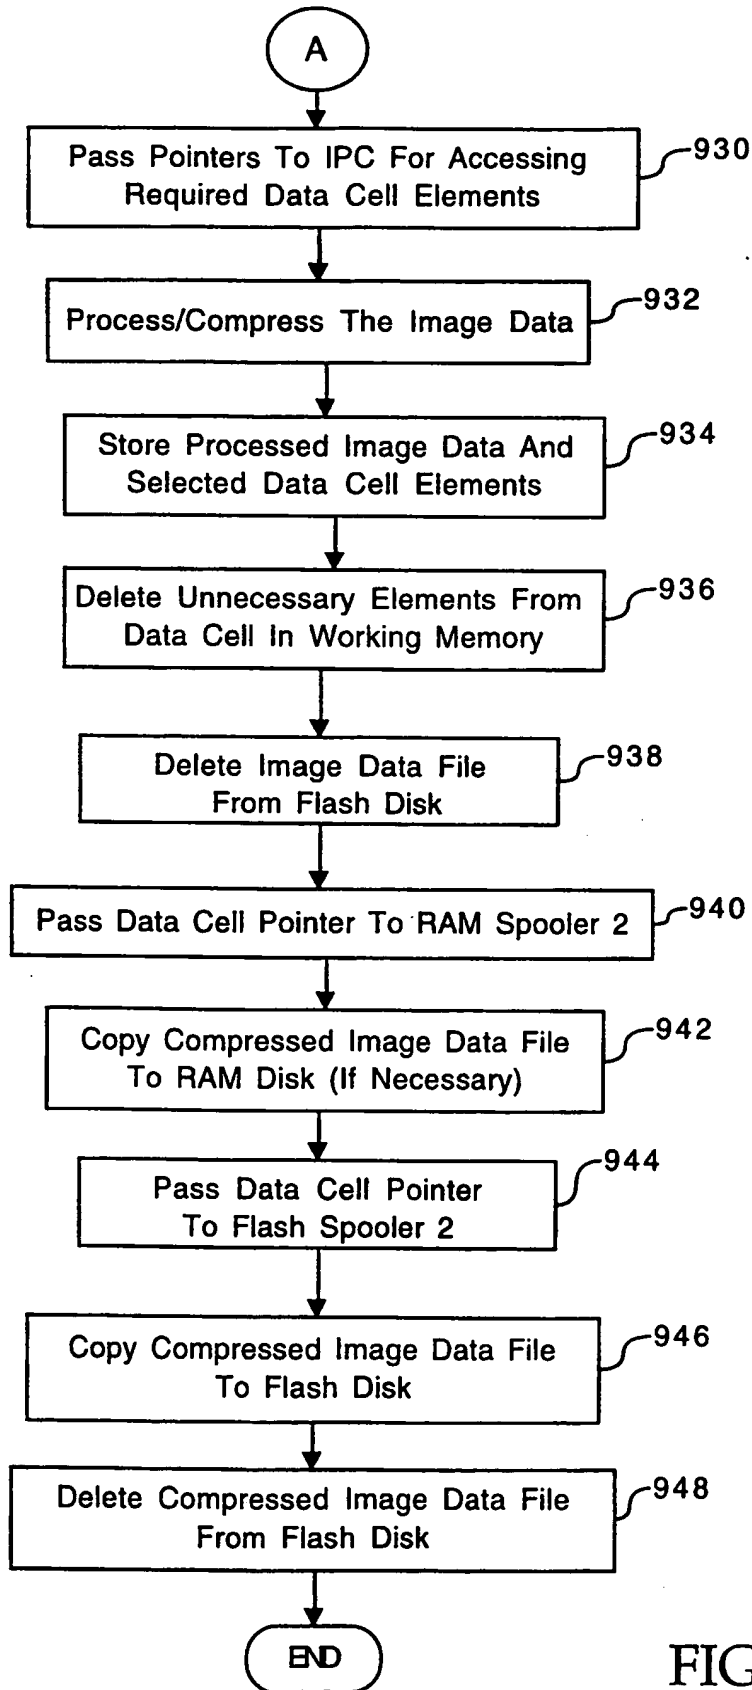 A
Pass Pointers To IPC For Accessing
Required Data Cell Elements
930
Process/Compress The Image Data
932
Store Processed Image Data And
Selected Data Cell Elements
934
Delete Unnecessary Elements From
Data Cell In Working Memory
936
Delete Image Data File
From Flash Disk
938
Pass Data Cell Pointer To RAM Spooler 2
940
Copy Compressed Image Data File
To RAM Disk (If Necessary)
942
Pass Data Cell Pointer
To Flash Spooler 2
944
Copy Compressed Image Data File
To Flash Disk
946
Delete Compressed Image Data File
From Flash Disk
948
END
FIG